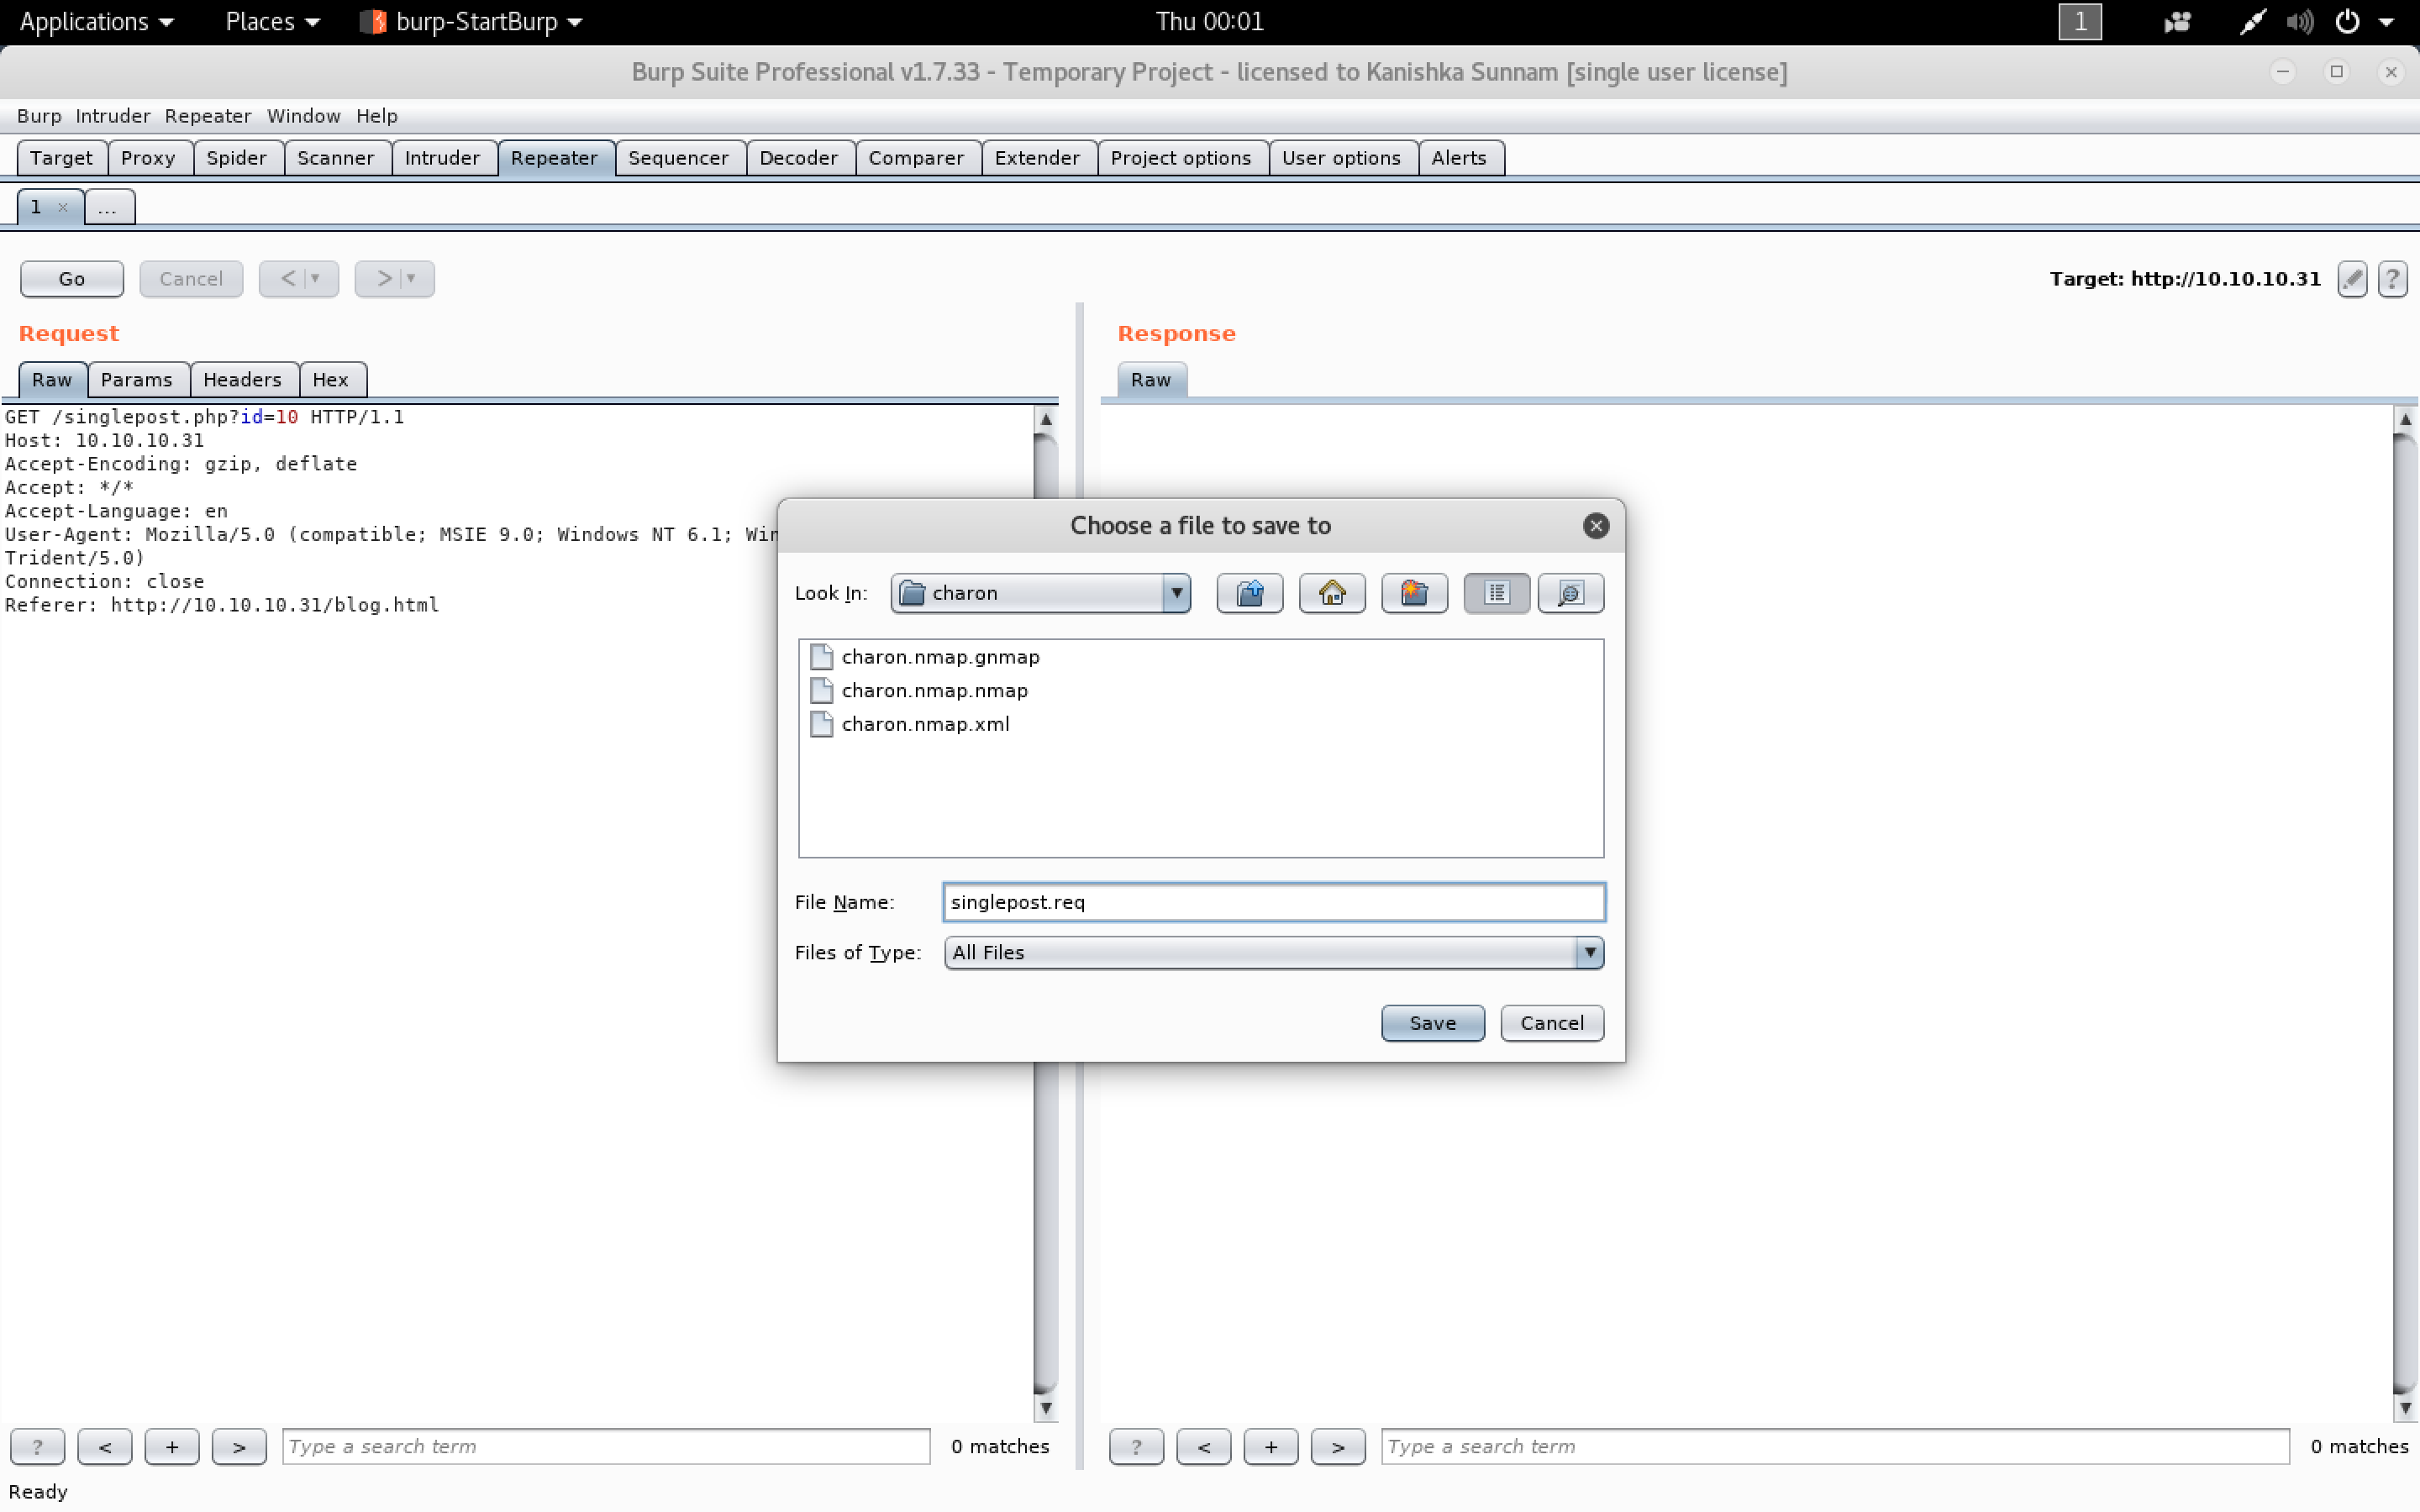 Applications Places burp-StartBurp Thu 00:01 1
Burp Suite Professional v1.7.33 - Temporary Project - licensed to Kanishka Sunnam [single user license]
Burp Intruder Repeater Window Help
Target Proxy Spider Scanner Intruder Repeater Sequencer Decoder Comparer Extender Project options User options Alerts
1 × ...
Go Cancel < > Target: http://10.10.10.31 ?
Request
Raw Params Headers Hex
GET /singlepost.php?id=10 HTTP/1.1
Host: 10.10.10.31
Accept-Encoding: gzip, deflate
Accept: */*
Accept-Language: en
User-Agent: Mozilla/5.0 (compatible; MSIE 9.0; Windows NT 6.1;
Trident/5.0)
Connection: close
Referer: http://10.10.10.31/blog.html
Response
Raw
Choose a file to save to
Look In: charon
charon.nmap.gnmap
charon.nmap.nmap
charon.nmap.xml
File Name: singlepost.req
Files of Type: All Files
Save Cancel
? < + > Type a search term 0 matches
? < + > Type a search term 0 matches
Ready